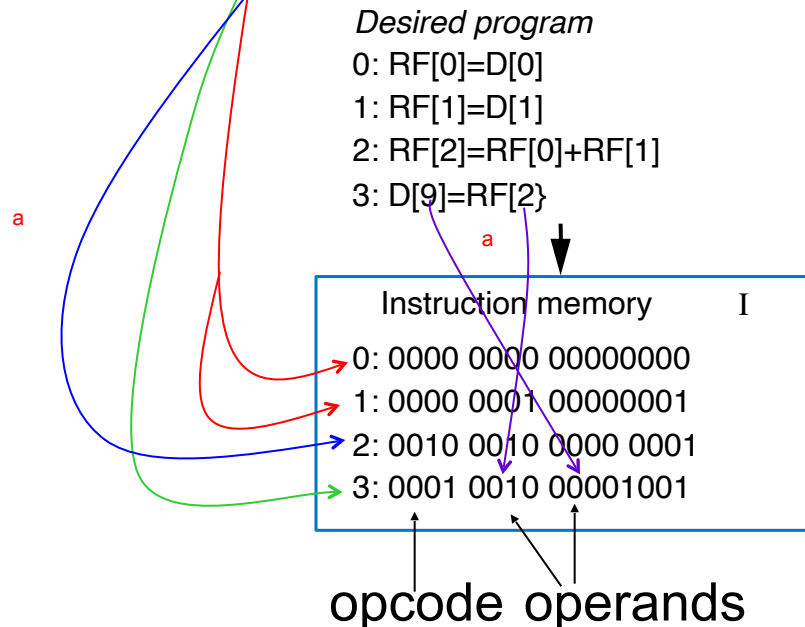 Desired program
0: RF[0]=D[0]
1: RF[1]=D[1]
2: RF[2]=RF[0]+RF[1]
3: D[9]=RF[2}
a
a
Instruction memory I
0: 0000 0000 00000000
1: 0000 0001 00000001
2: 0010 0010 0000 0001
3: 0001 0010 00001001
opcode operands